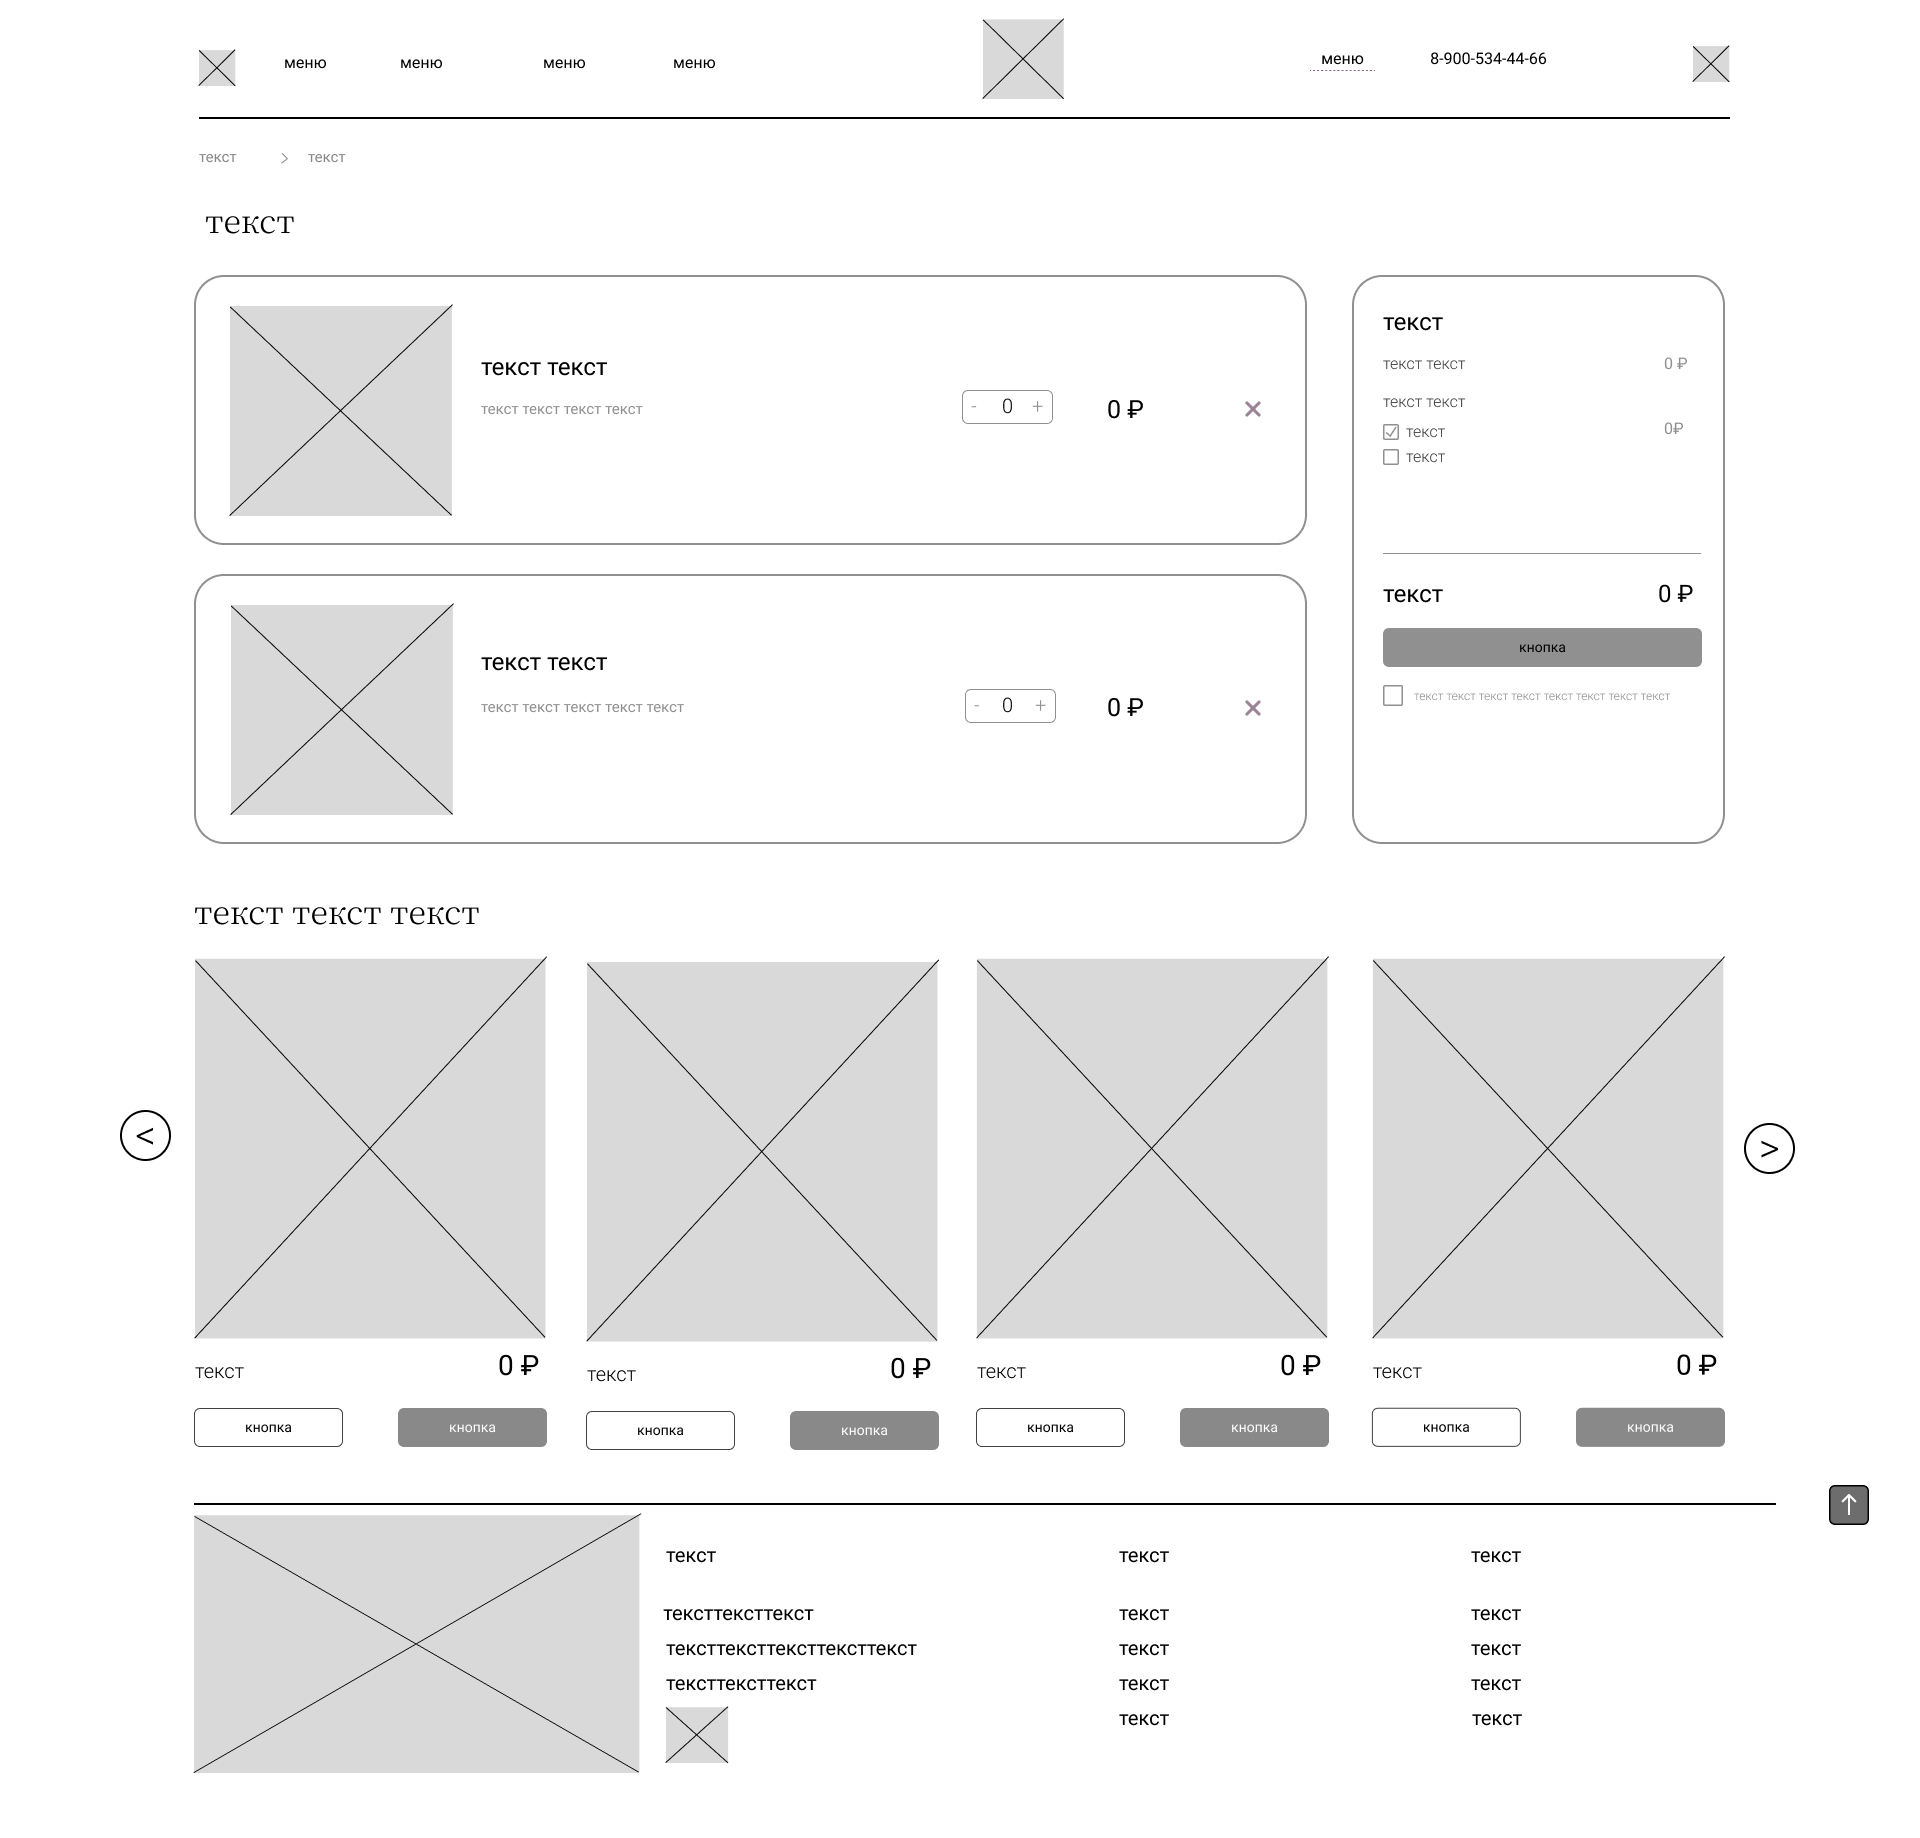 меню меню меню меню меню 8-900-534-44-66
текст > текст
текст
текст текст
текст текст текст текст
- 0 + 0 ₽
текст текст
текст текст текст текст текст
- 0 + 0 ₽
текст
текст текст 0 ₽
текст текст
текст 0₽
текст
текст 0 ₽
кнопка
текст текст текст текст текст текст текст текст
текст текст текст
< >
текст 0 ₽ текст 0 ₽ текст 0 ₽ текст 0 ₽
кнопка кнопка кнопка кнопка кнопка кнопка кнопка кнопка
текст текст текст
тексттексттекст текст текст
тексттексттексттексттекст текст текст
тексттексттекст текст текст
текст текст